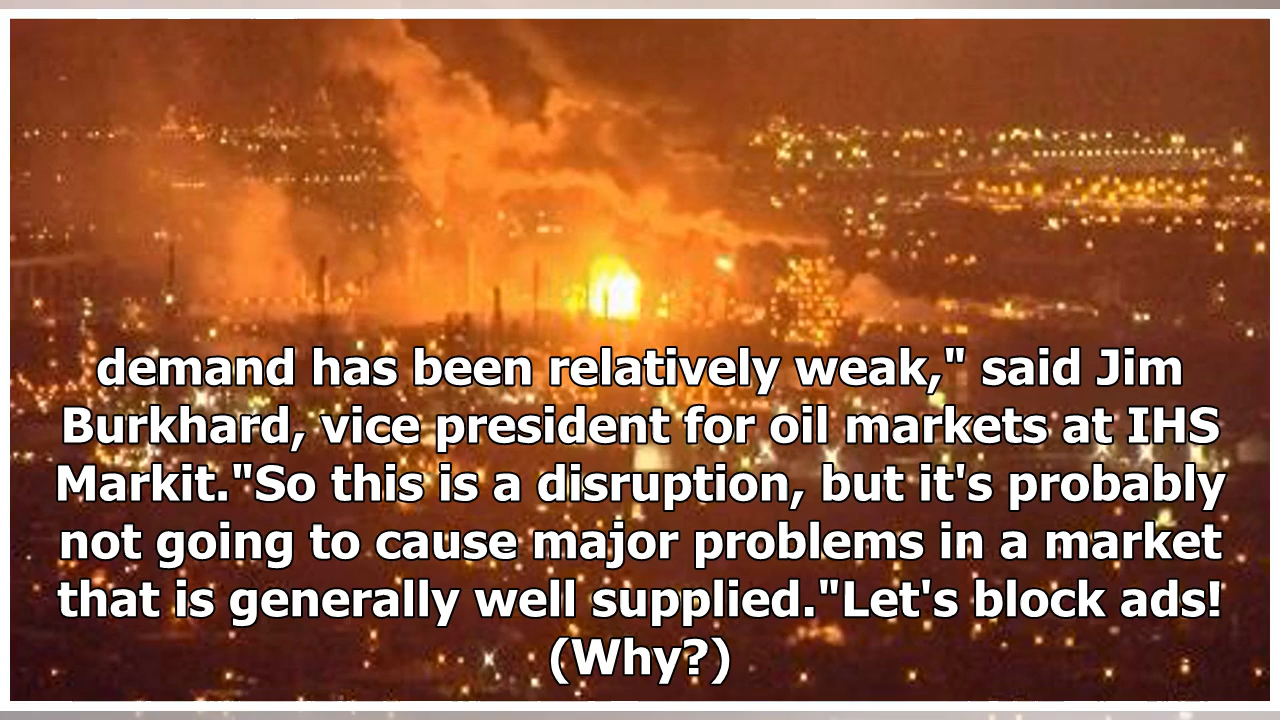 demand has been relatively weak," said Jim
Burkhard, vice president for oil markets at IHS
Markit."So this is a disruption, but it's probably
not going to cause major problems in a market
that is generally well supplied."Let's block ads!
(Why?)